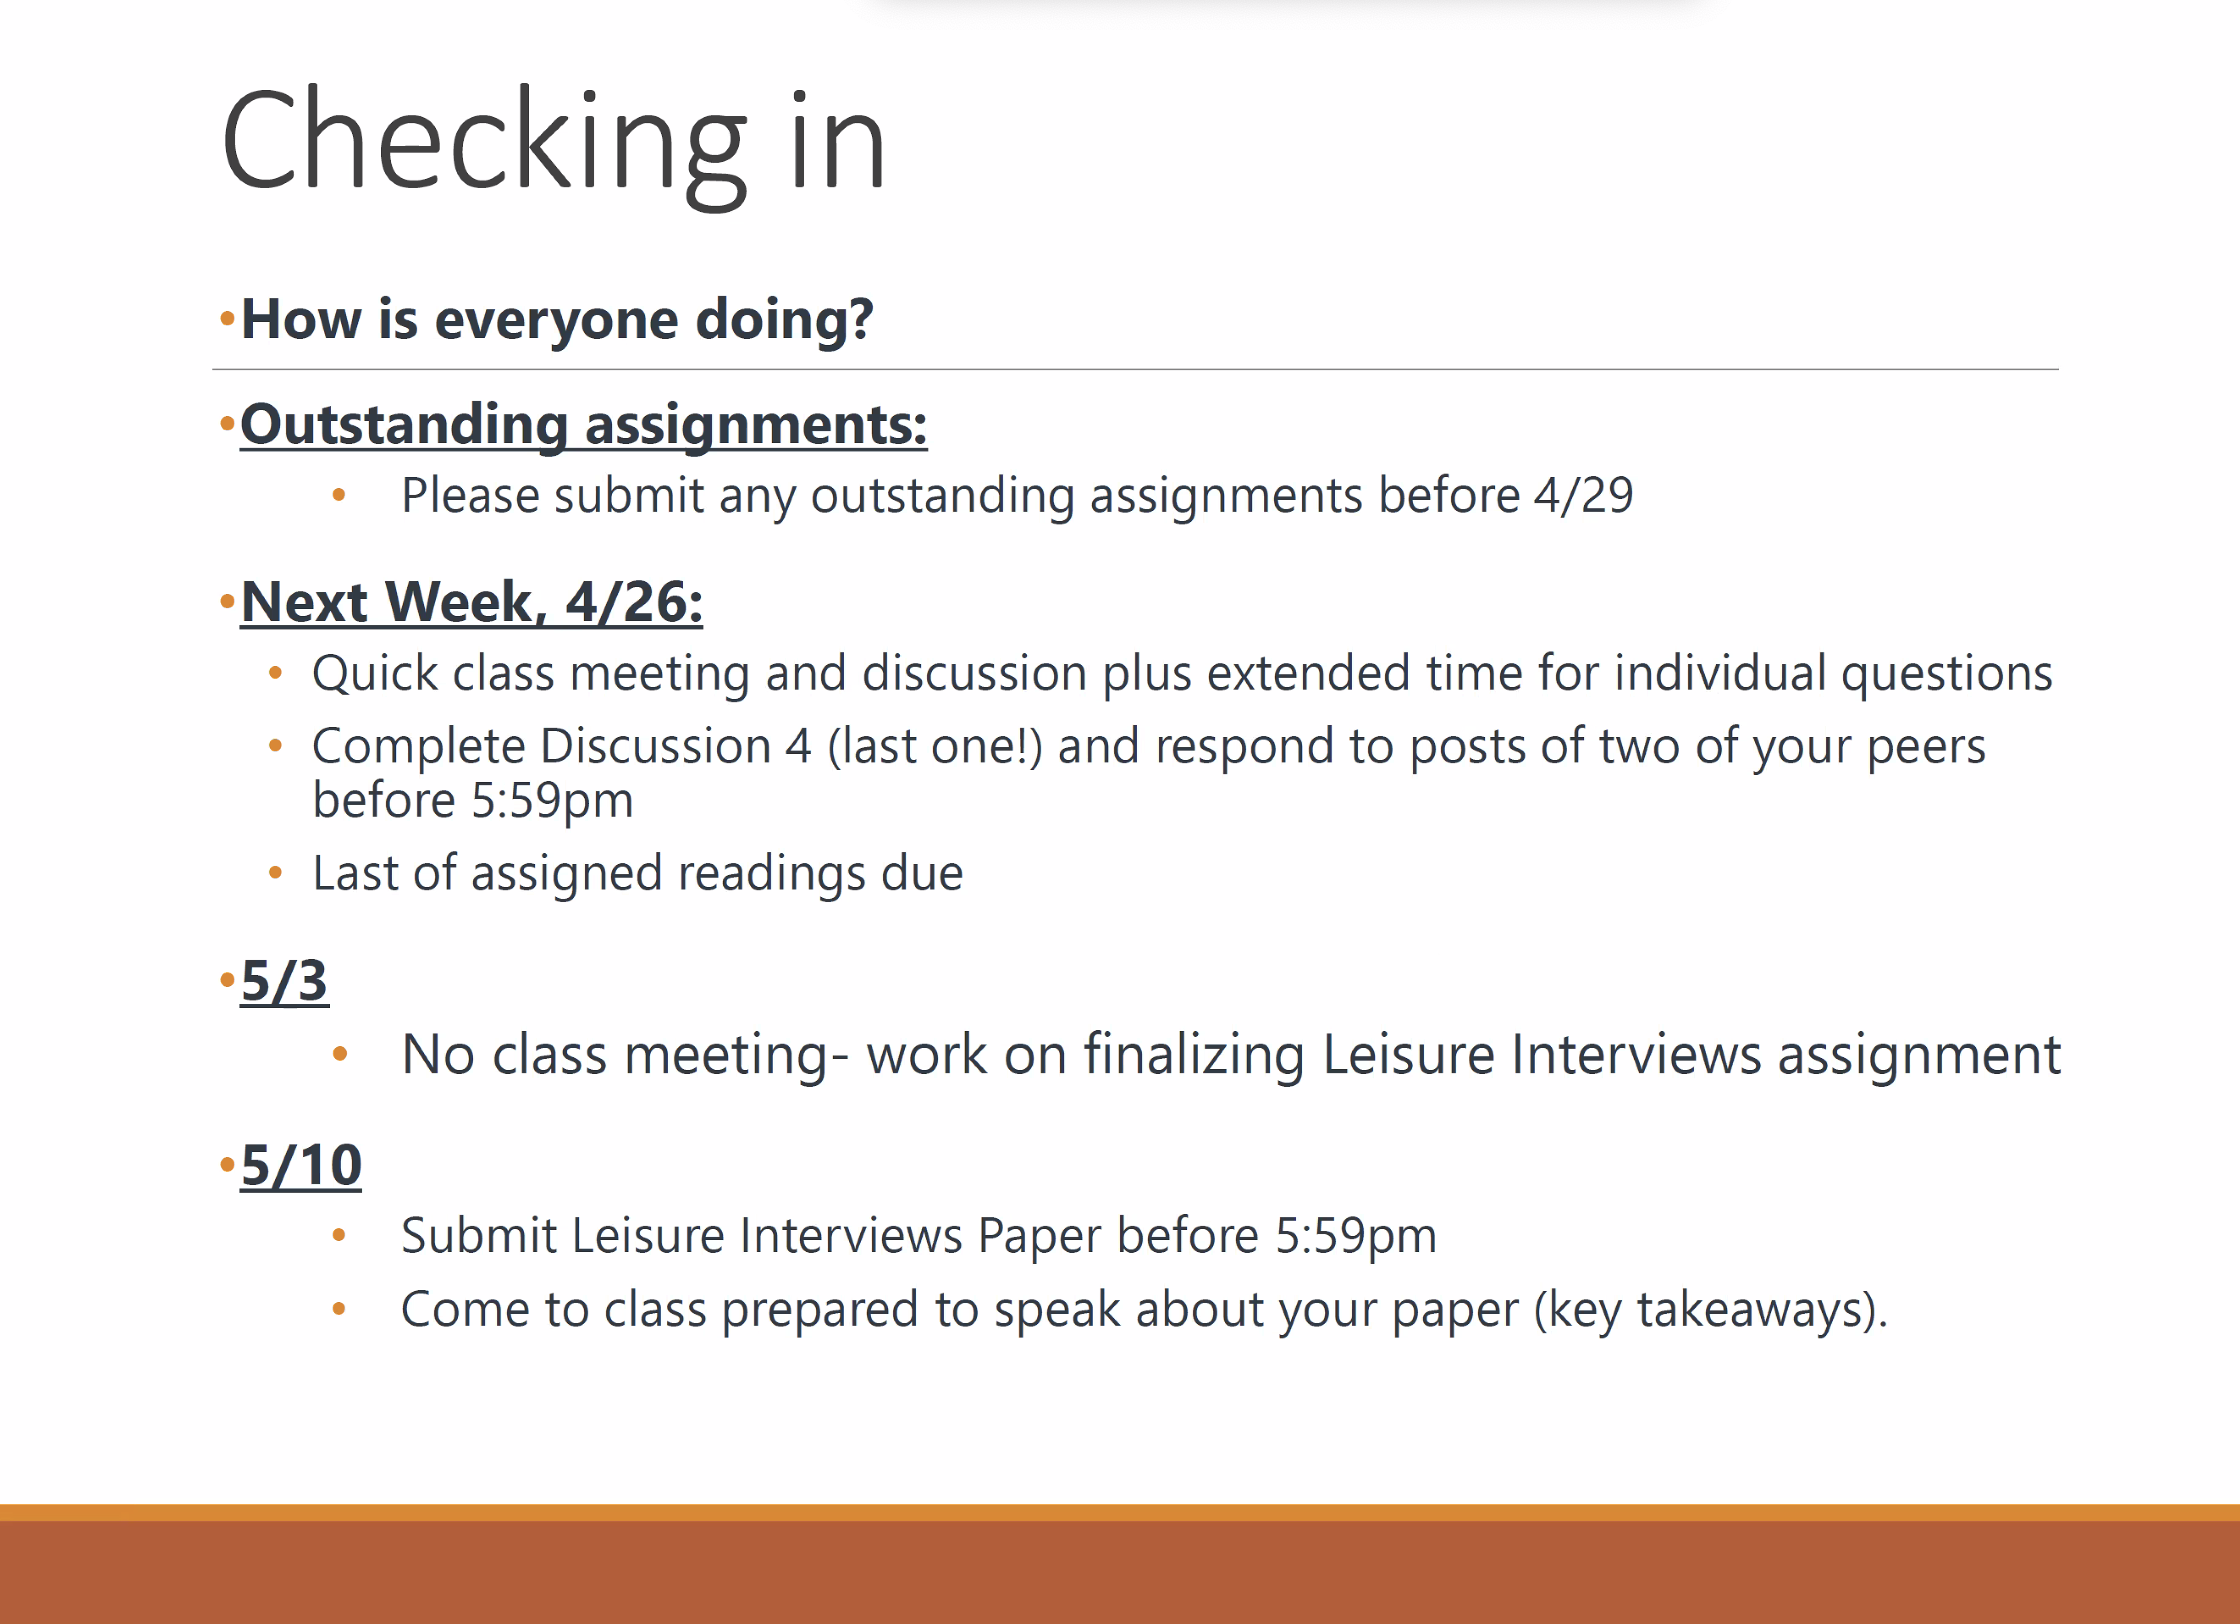 Checking in
•How is everyone doing?
•Outstanding assignments:
• Please submit any outstanding assignments before 4/29
•Next Week, 4/26:
• Quick class meeting and discussion plus extended time for individual questions
• Complete Discussion 4 (last one!) and respond to posts of two of your peers
before 5:59pm
• Last of assigned readings due
•5/3
• No class meeting- work on finalizing Leisure Interviews assignment
•5/10
• Submit Leisure Interviews Paper before 5:59pm
• Come to class prepared to speak about your paper (key takeaways).